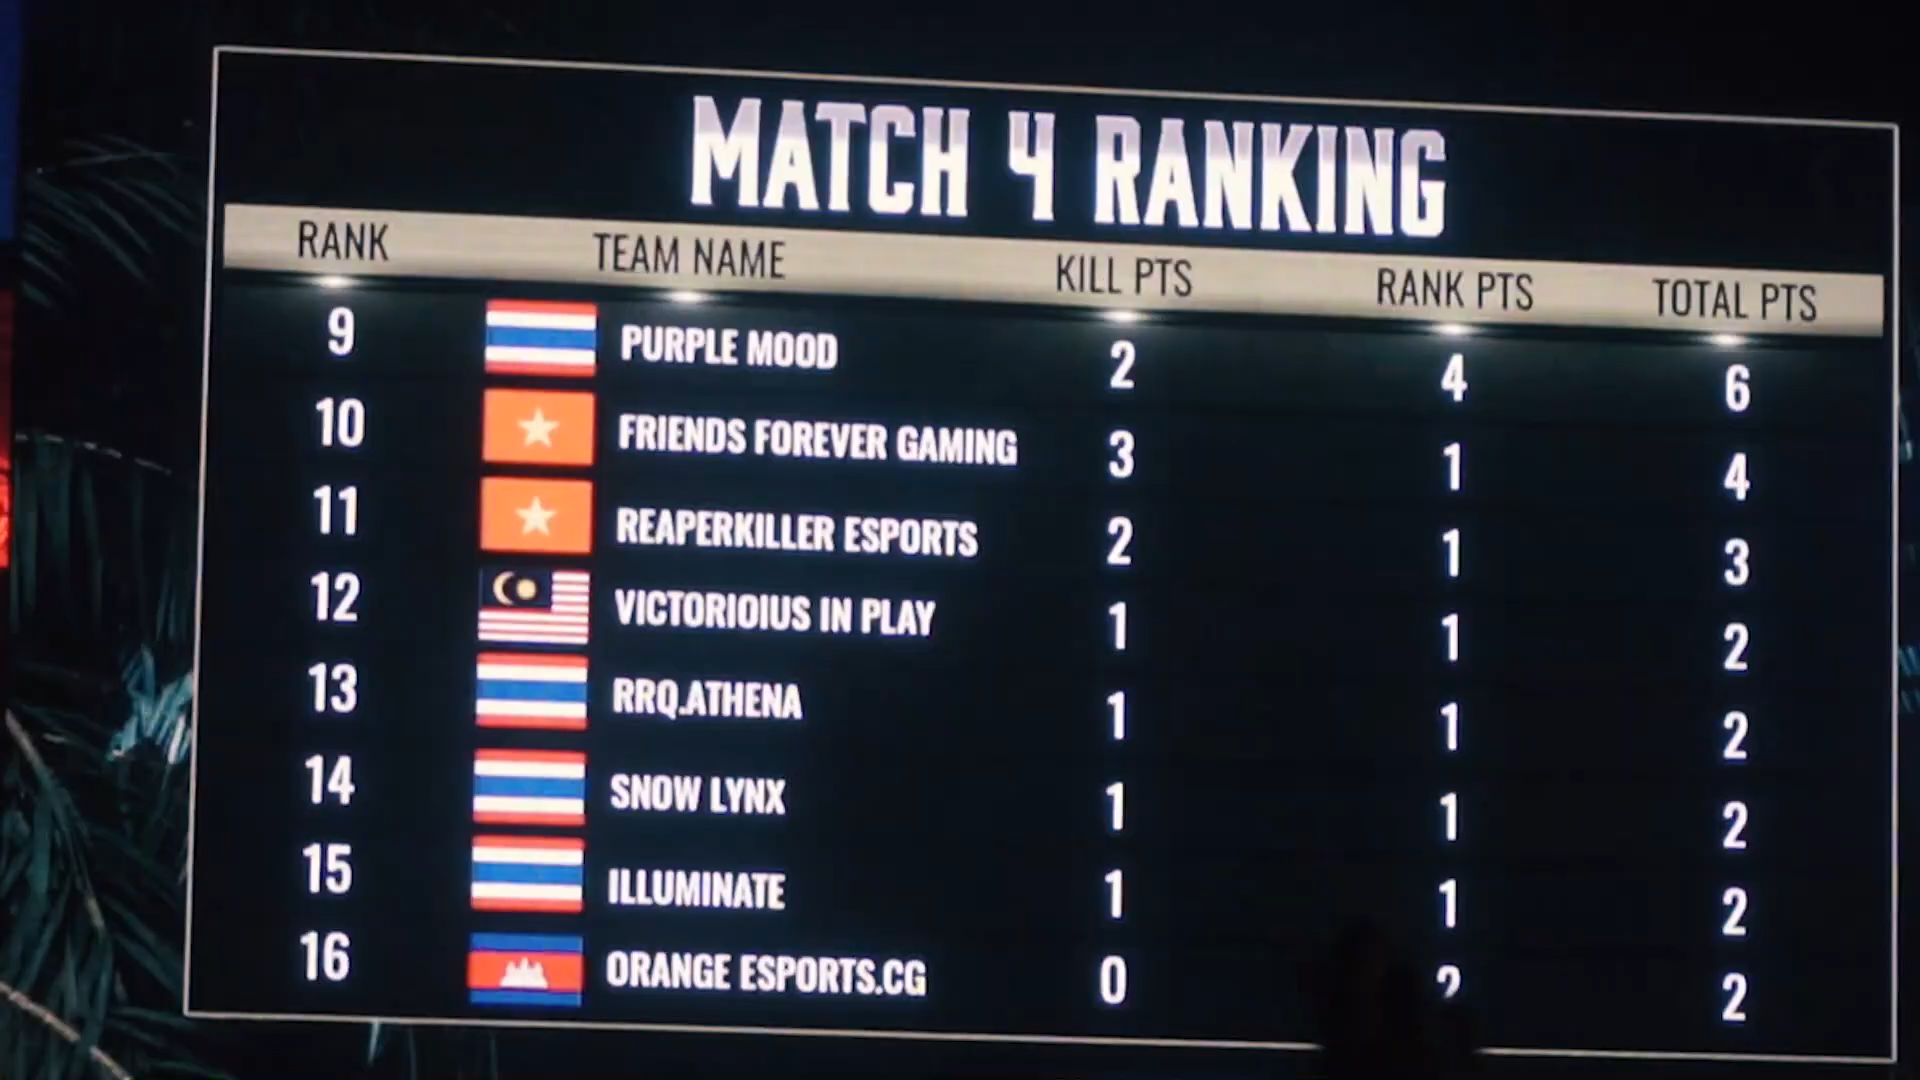 MATCH 4 RANKING
RANK TEAM NAME KILL PTS RANK PTS TOTAL PTS
9 PURPLE MOOD 2 4 6
10 FRIENDS FOREVER GAMING 3 1 4
11 REAPERKILLER ESPORTS 2 1 3
12 VICTORIOIUS IN PLAY 1 1 2
13 RRQ.ATHENA 1 1 2
14 SNOW LYNX 1 1 2
15 ILLUMINATE 1 1 2
16 ORANGE ESPORTS.CG 0 2 2